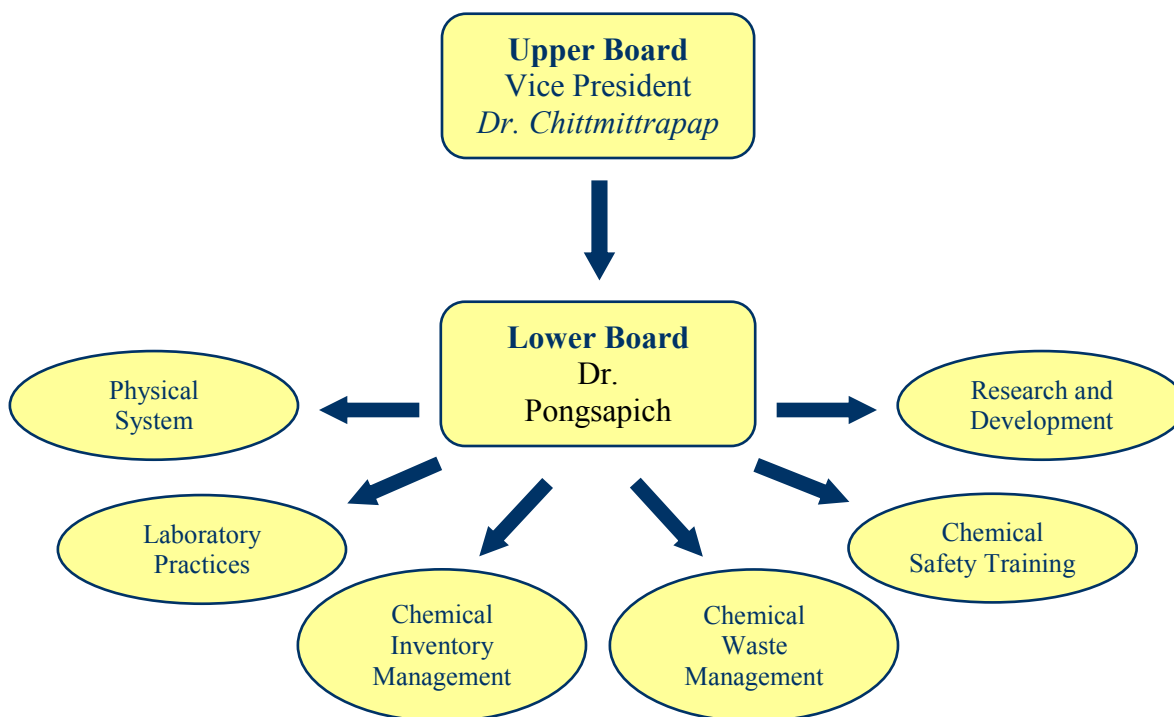 Upper Board
Vice President
Dr. Chittmittrapap
Lower Board
Dr.
Pongsapich
Physical
System
Research and
Development
Laboratory
Practices
Chemical
Safety Training
Chemical
Inventory
Management
Chemical
Waste
Management